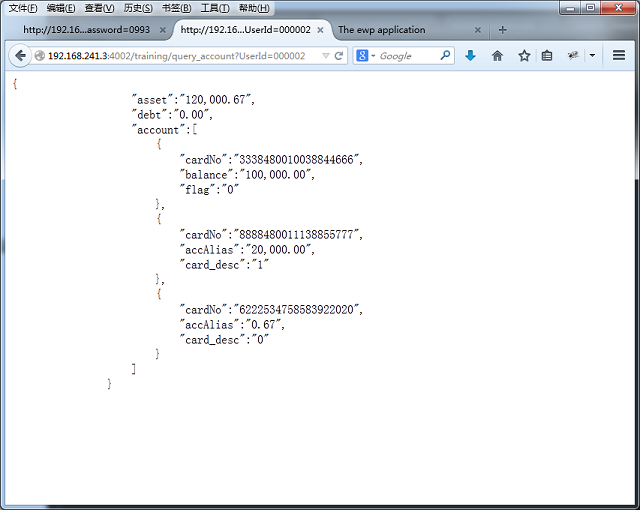 文件(F) 编辑(E) 查看(V) 历史(S) 书签(B) 工具(T) 帮助(H)
http://192.16...assword=0993 × http://192.16...UserId=000002 × The ewp application × +
192.168.241.3:4002/training/query_account?UserId=000002 Google
{
"asset":"120,000.67",
"debt":"0.00",
"account":[
{
"cardNo":"3338480010038844666",
"balance":"100,000.00",
"flag":"0"
},
{
"cardNo":"8888480011138855777",
"accAlias":"20,000.00",
"card_desc":"1"
},
{
"cardNo":"6222534758583922020",
"accAlias":"0.67",
"card_desc":"0"
}
]
}